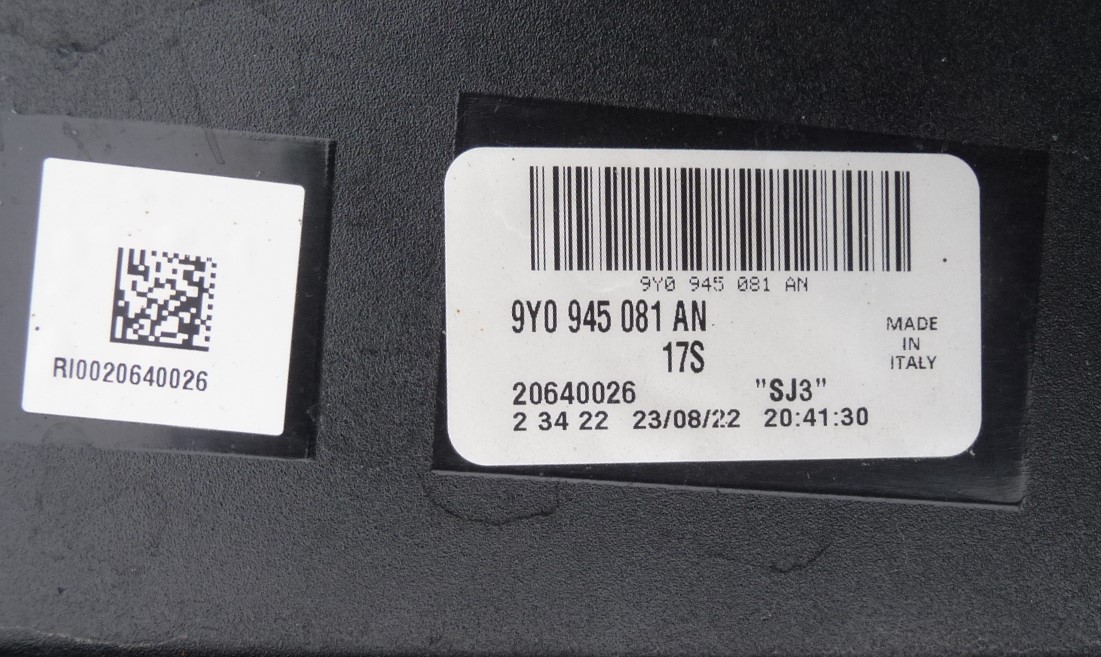 RI0020640026
9Y0 945 081 AN
9Y0 945 081 AN
17S
MADE
IN
ITALY
20640026 "SJ3"
2 34 22 23/08/22 20:41:30